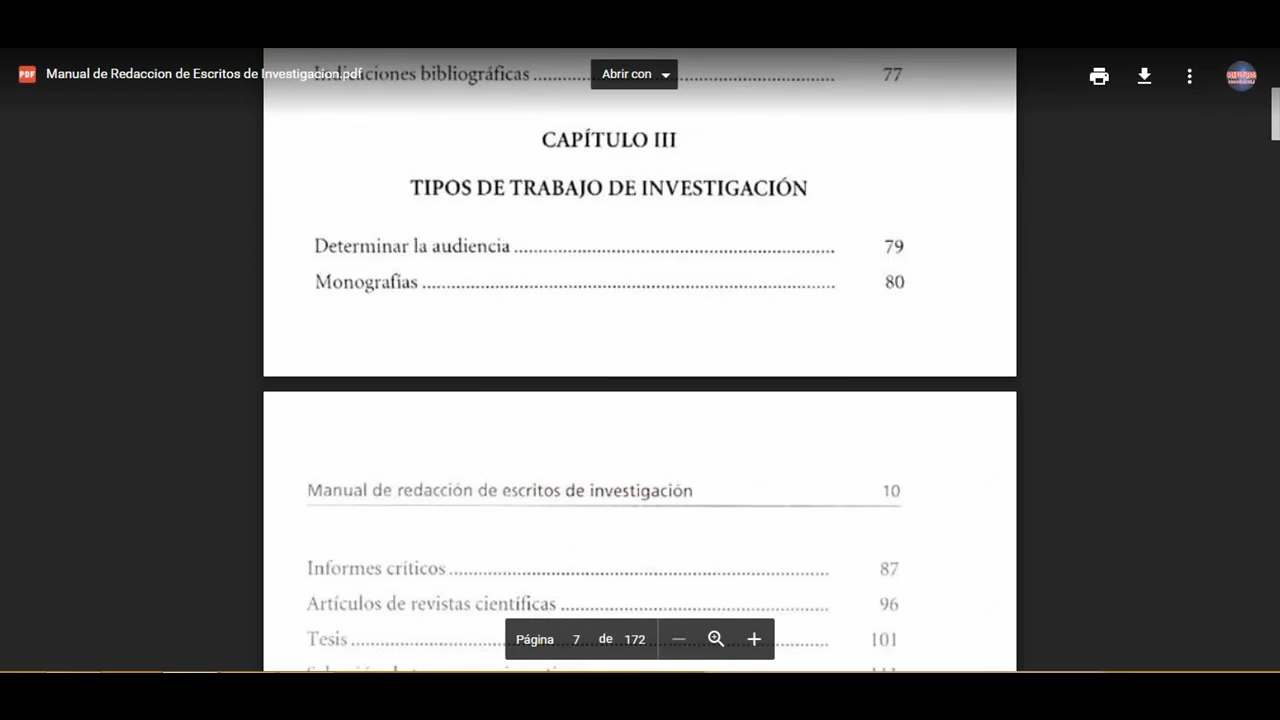 Manual de Redaccion de Escritos de Investigacion.pdf
Abrir con
bibliográficas ........ 77
CAPÍTULO III
TIPOS DE TRABAJO DE INVESTIGACIÓN
Determinar la audiencia ........ 79
Monografías ........ 80
Manual de redacción de escritos de investigación 10
Informes críticos ........ 87
Artículos de revistas científicas ........ 96
Tesis ........ 101
Página 7 de 172